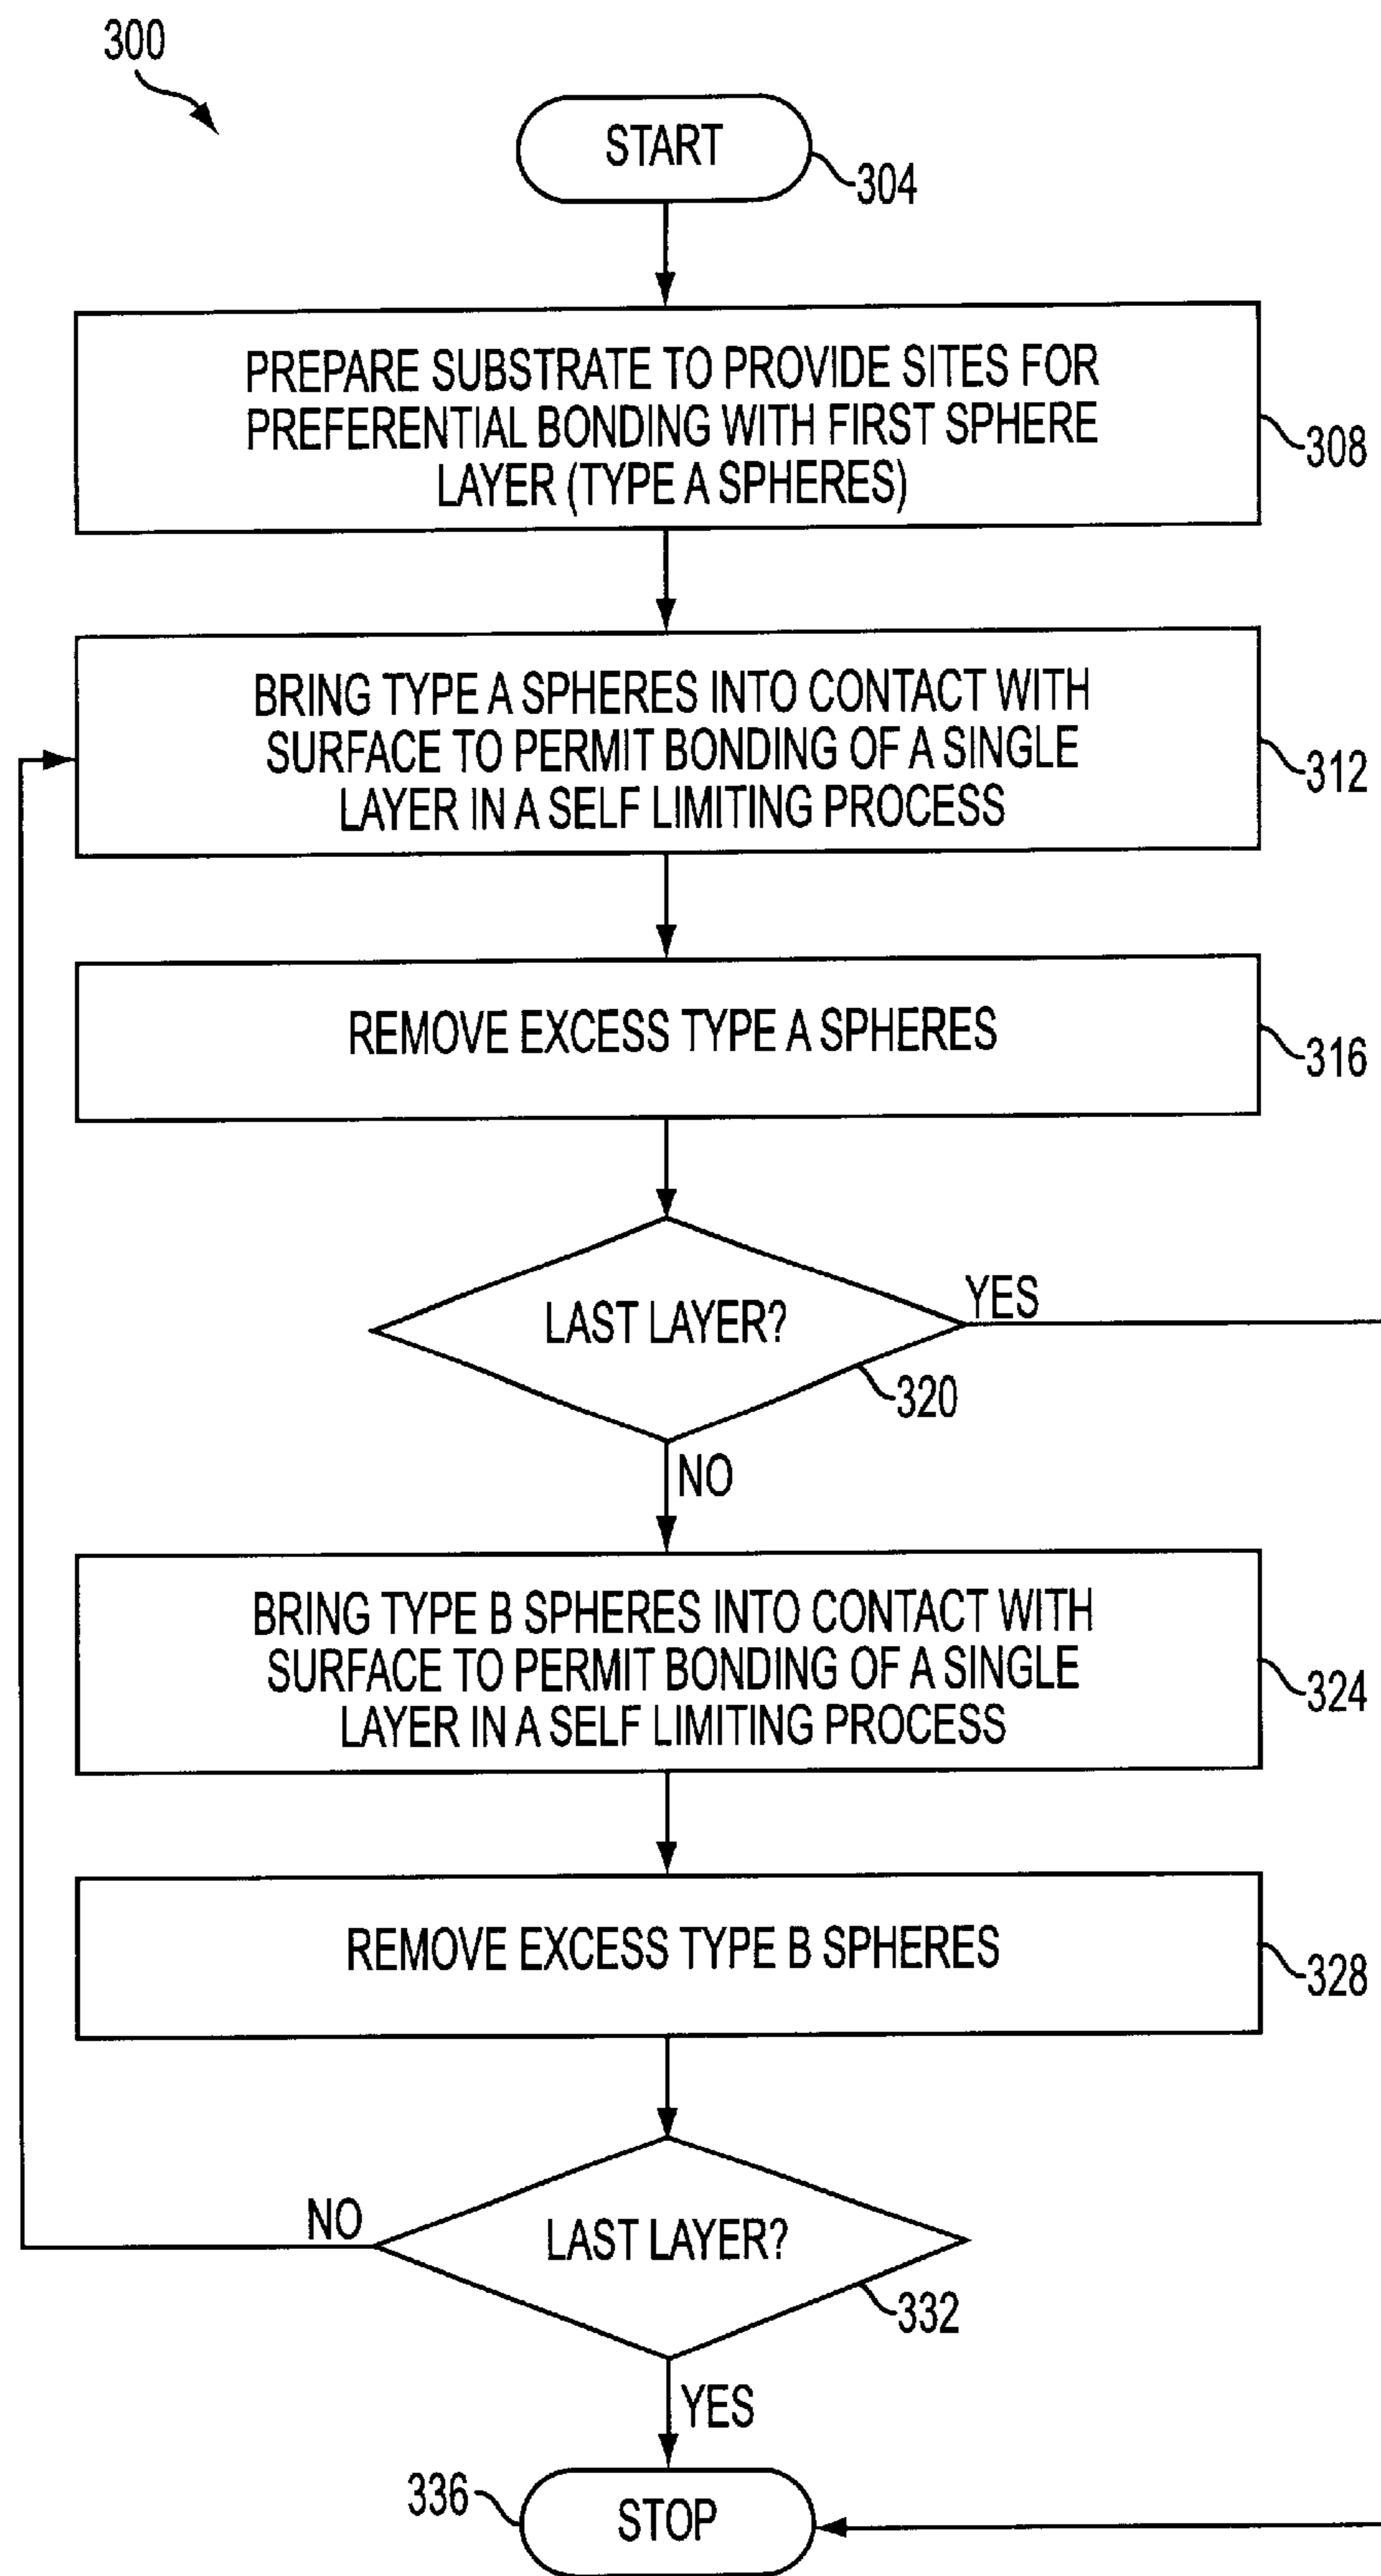 300
START
304
PREPARE SUBSTRATE TO PROVIDE SITES FOR
PREFERENTIAL BONDING WITH FIRST SPHERE
LAYER (TYPE A SPHERES)
308
BRING TYPE A SPHERES INTO CONTACT WITH
SURFACE TO PERMIT BONDING OF A SINGLE
LAYER IN A SELF LIMITING PROCESS
312
REMOVE EXCESS TYPE A SPHERES
316
LAST LAYER?
YES
320
NO
BRING TYPE B SPHERES INTO CONTACT WITH
SURFACE TO PERMIT BONDING OF A SINGLE
LAYER IN A SELF LIMITING PROCESS
324
REMOVE EXCESS TYPE B SPHERES
328
NO
LAST LAYER?
332
YES
336
STOP